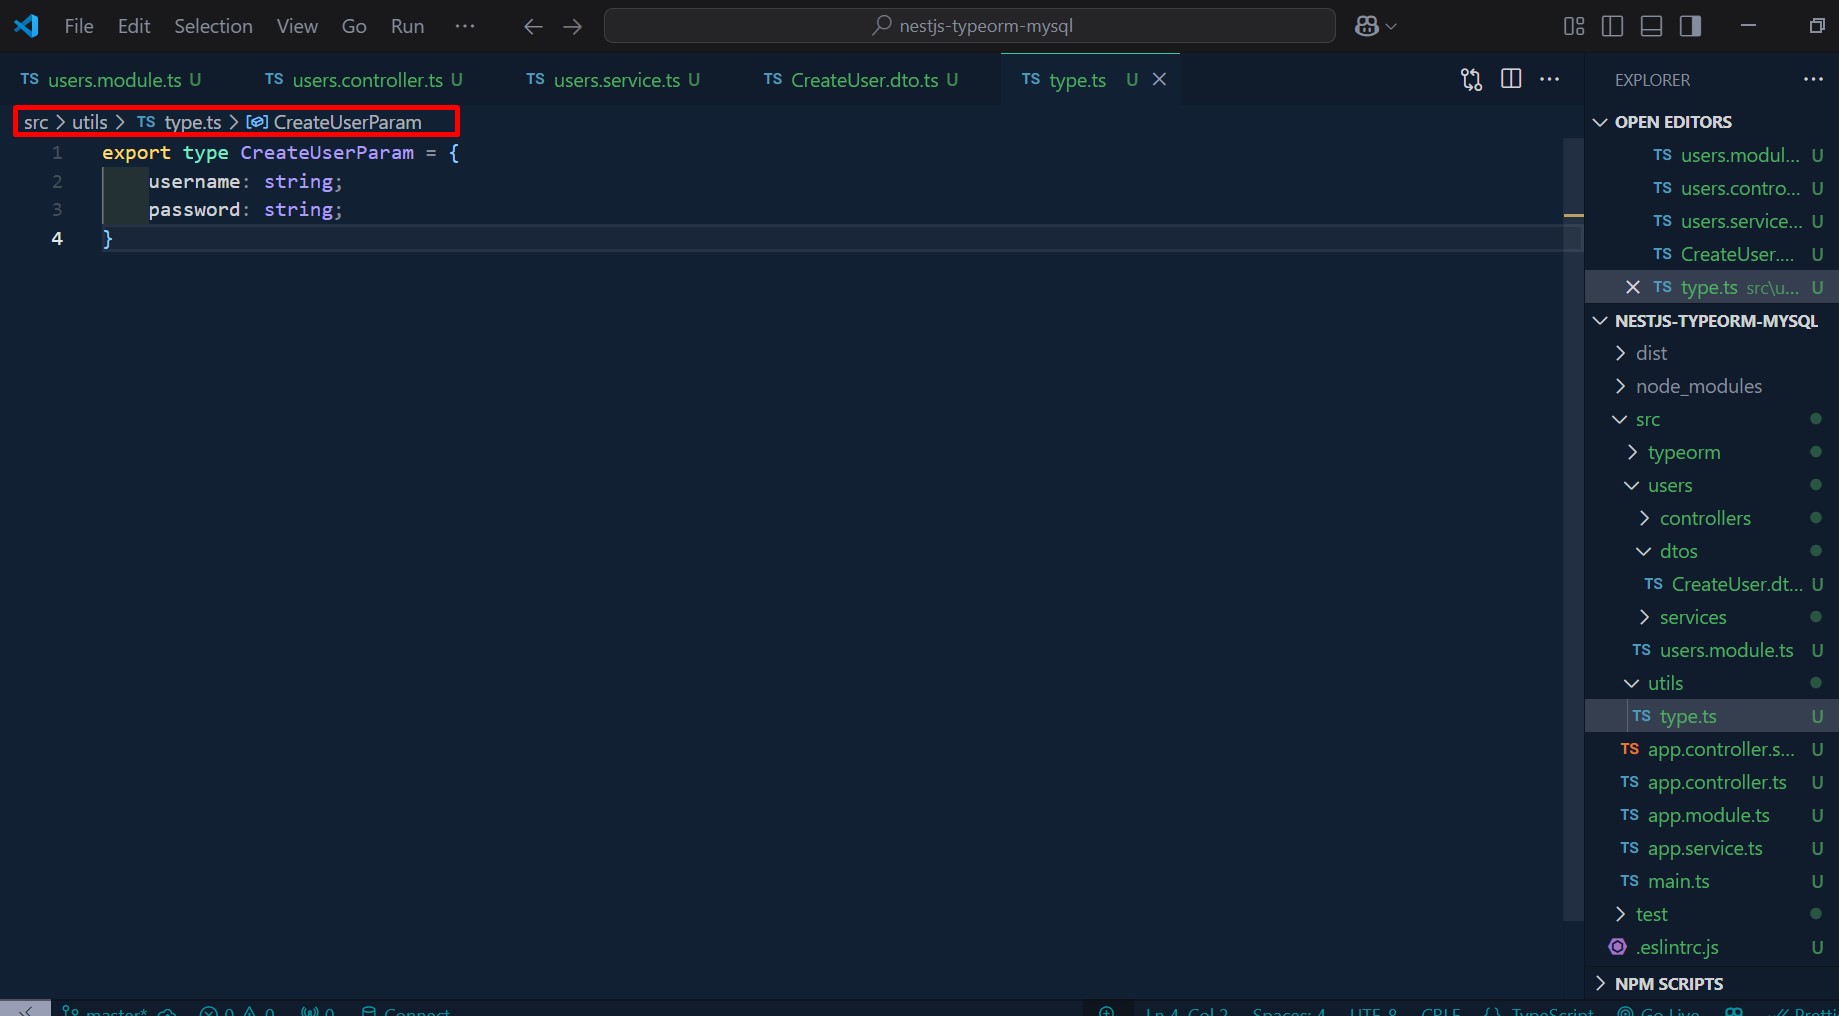 File Edit Selection View Go Run ··· nestjs-typeorm-mysql
TS users.module.ts U TS users.controller.ts U TS users.service.ts U TS CreateUser.dto.ts U TS type.ts U
src > utils > TS type.ts > CreateUserParam
1 export type CreateUserParam = {
2 username: string;
3 password: string;
4 }
EXPLORER
OPEN EDITORS
TS users.modul... U
TS users.contro... U
TS users.service... U
TS CreateUser.... U
TS type.ts src\u... U
NESTJS-TYPEORM-MYSQL
dist
node_modules
src
typeorm
users
controllers
dtos
TS CreateUser.dt... U
services
TS users.module.ts U
utils
TS type.ts U
TS app.controller.s... U
TS app.controller.ts U
TS app.module.ts U
TS app.service.ts U
TS main.ts U
test
.eslintrc.js U
NPM SCRIPTS
master* 0 0 0 Connect Ln 4, Col 2 Spaces: 4 UTF-8 CRLF {} TypeScript Go Live Pretti